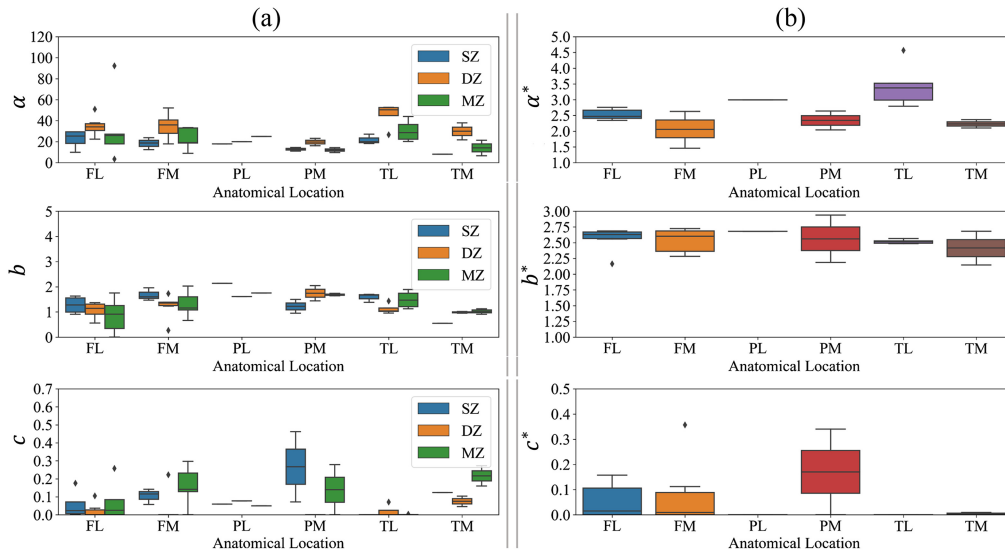 (a)
120
100
80
60
40
20
0
α
SZ
DZ
MZ
FL FM PL PM TL TM
Anatomical Location
5
4
3
2
1
0
b
SZ
DZ
MZ
FL FM PL PM TL TM
Anatomical Location
0.7
0.6
0.5
0.4
0.3
0.2
0.1
0.0
c
SZ
DZ
MZ
FL FM PL PM TL TM
Anatomical Location
(b)
5.0
4.5
4.0
3.5
3.0
2.5
2.0
1.5
1.0
α*
FL FM PL PM TL TM
Anatomical Location
3.00
2.75
2.50
2.25
2.00
1.75
1.50
1.25
1.00
b*
FL FM PL PM TL TM
Anatomical Location
0.5
0.4
0.3
0.2
0.1
0.0
c*
FL FM PL PM TL TM
Anatomical Location